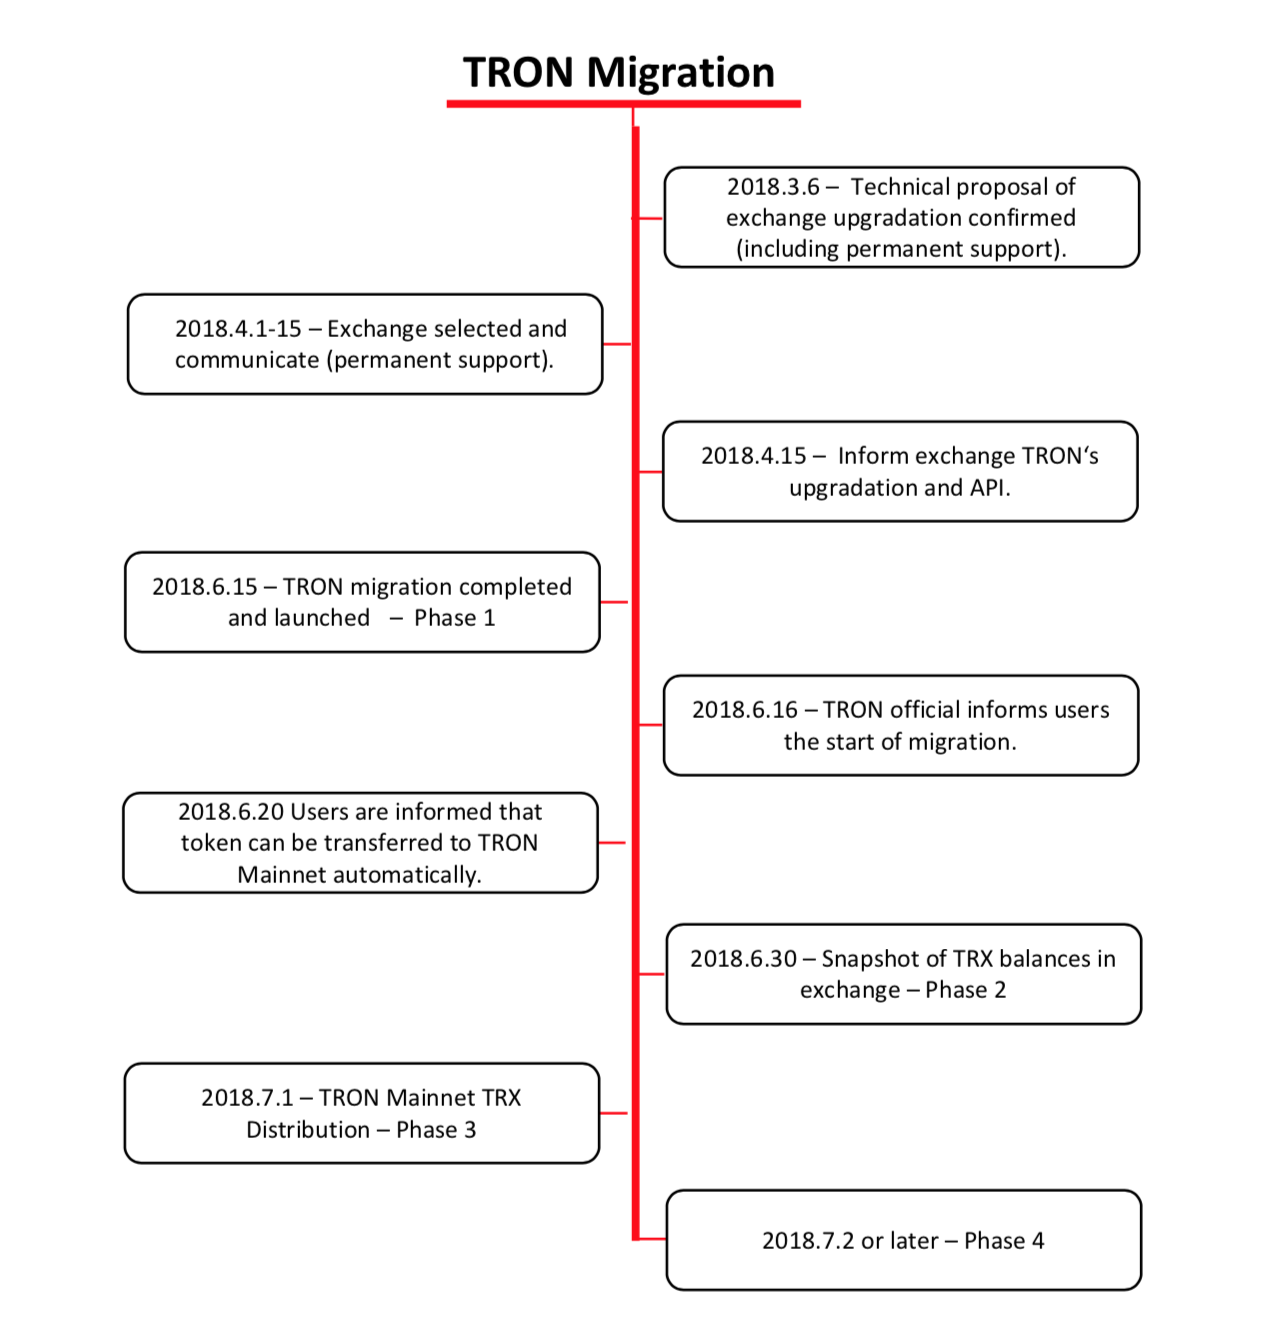 TRON Migration
2018.3.6 – Technical proposal of
exchange upgradation confirmed
(including permanent support).
2018.4.1-15 – Exchange selected and
communicate (permanent support).
2018.4.15 – Inform exchange TRON‘s
upgradation and API.
2018.6.15 – TRON migration completed
and launched – Phase 1
2018.6.16 – TRON official informs users
the start of migration.
2018.6.20 Users are informed that
token can be transferred to TRON
Mainnet automatically.
2018.6.30 – Snapshot of TRX balances in
exchange – Phase 2
2018.7.1 – TRON Mainnet TRX
Distribution – Phase 3
2018.7.2 or later – Phase 4